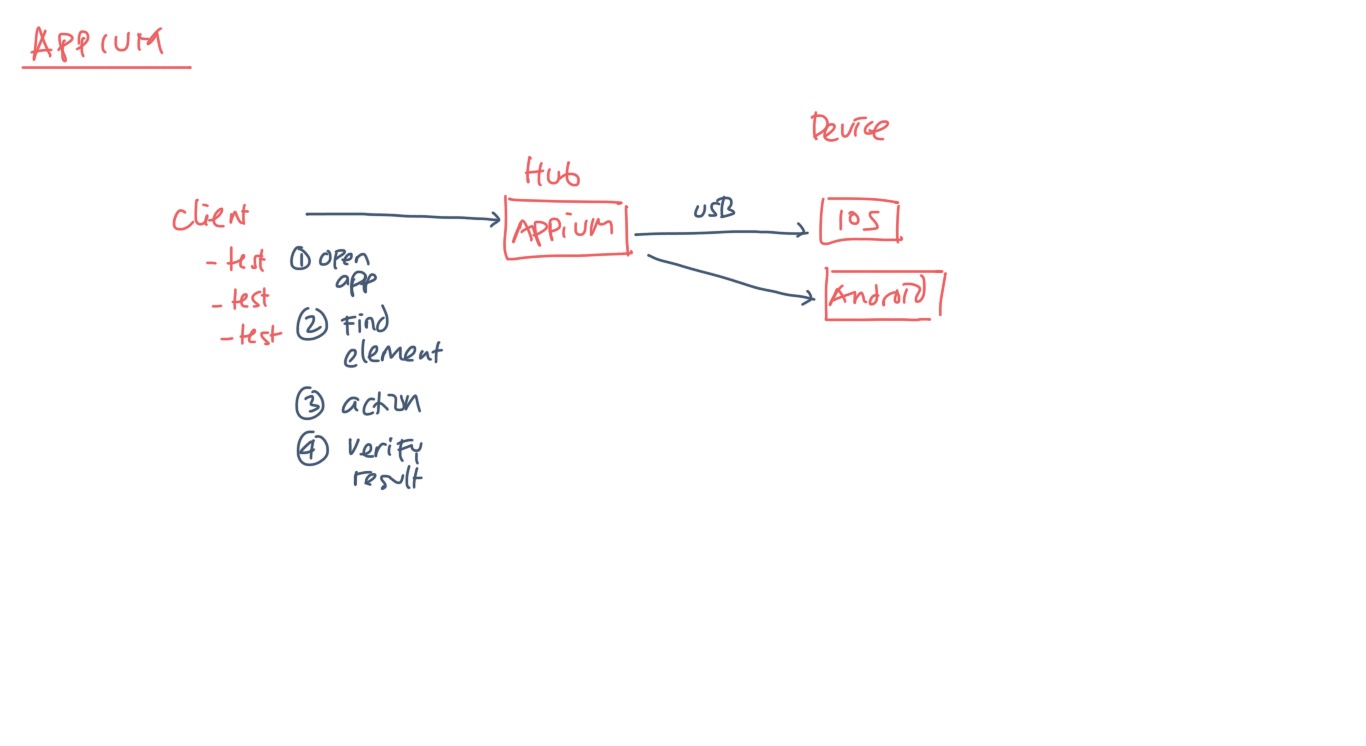 APPIUM
Device
Hub
client
APPIUM
USB
IOS
- test
① open
app
Android
- test
② Find
element
- test
③ action
④ Verify
result